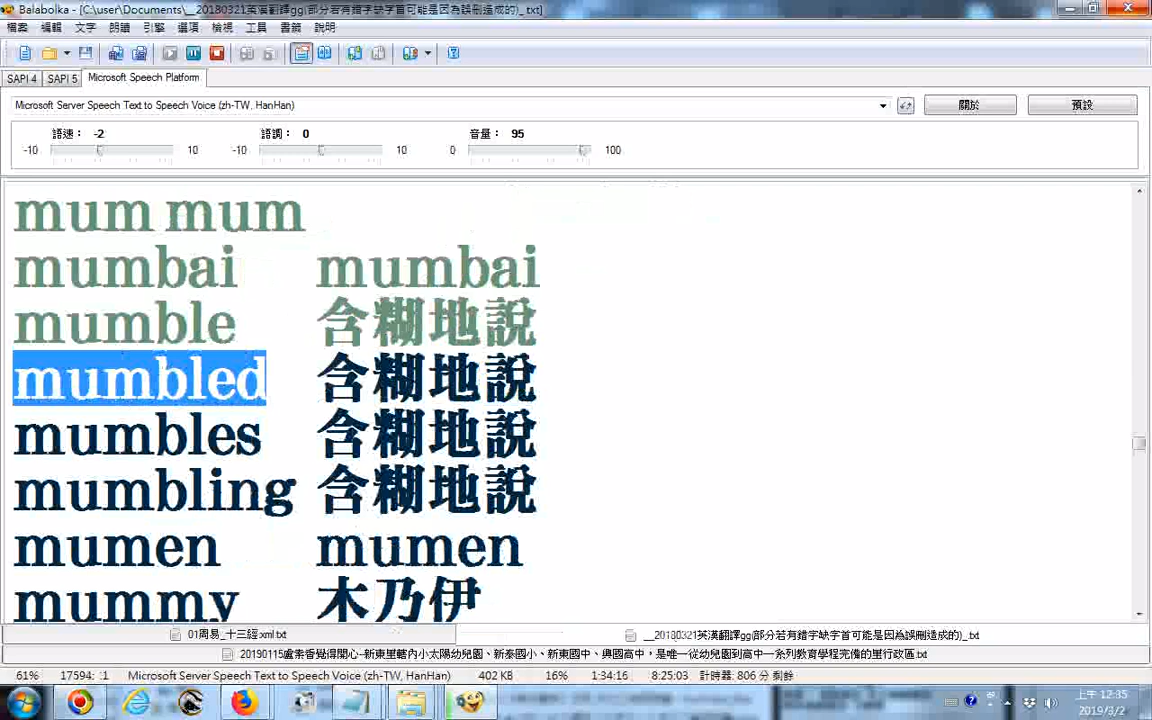 Balabolka - [C:\user\Documents\__20180321英漢翻譯gg(部分若有錯字缺字首可能是因為誤刪造成的)_.txt]
檔案 編輯 文字 朗讀 引擎 選項 檢視 工具 書籤 說明
SAPI 4 SAPI 5 Microsoft Speech Platform
Microsoft Server Speech Text to Speech Voice (zh-TW, HanHan) 關於 預設
語速： -2 語調： 0 音量： 95
-10 10 -10 10 0 100
mum mum
mumbai mumbai
mumble 含糊地說
mumbled 含糊地說
mumbles 含糊地說
mumbling 含糊地說
mumen mumen
mummy 木乃伊
01周易_十三經.xml.txt __20180321英漢翻譯gg(部分若有錯字缺字首可能是因為誤刪造成的)_.txt
20190115盧素香覺得開心-新東里轄內小太陽幼兒園、新泰國小、新東國中、興國高中，是唯一從幼兒園到高中一系列教育學程完備的里行政區.txt
61% 17594: :1 Microsoft Server Speech Text to Speech Voice (zh-TW, HanHan) 402 KB 16% 1:34:16 8:25:03 計時器: 806 分 剩餘
上午 12:35
2019/3/2